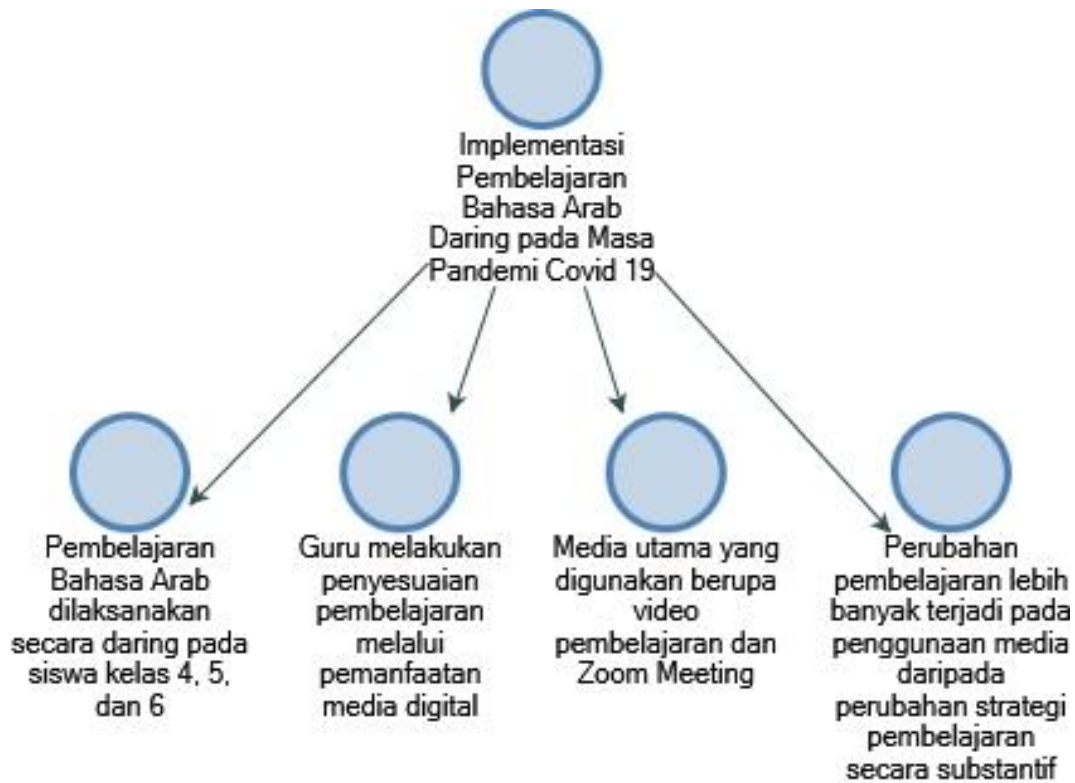 Implementasi
Pembelajaran
Bahasa Arab
Daring pada Masa
Pandemi Covid 19
Pembelajaran
Bahasa Arab
dilaksanakan
secara daring pada
siswa kelas 4, 5,
dan 6
Guru melakukan
penyesuaian
pembelajaran
melalui
pemanfaatan
media digital
Media utama yang
digunakan berupa
video
pembelajaran dan
Zoom Meeting
Perubahan
pembelajaran lebih
banyak terjadi pada
penggunaan media
daripada
perubahan strategi
pembelajaran
secara substantif